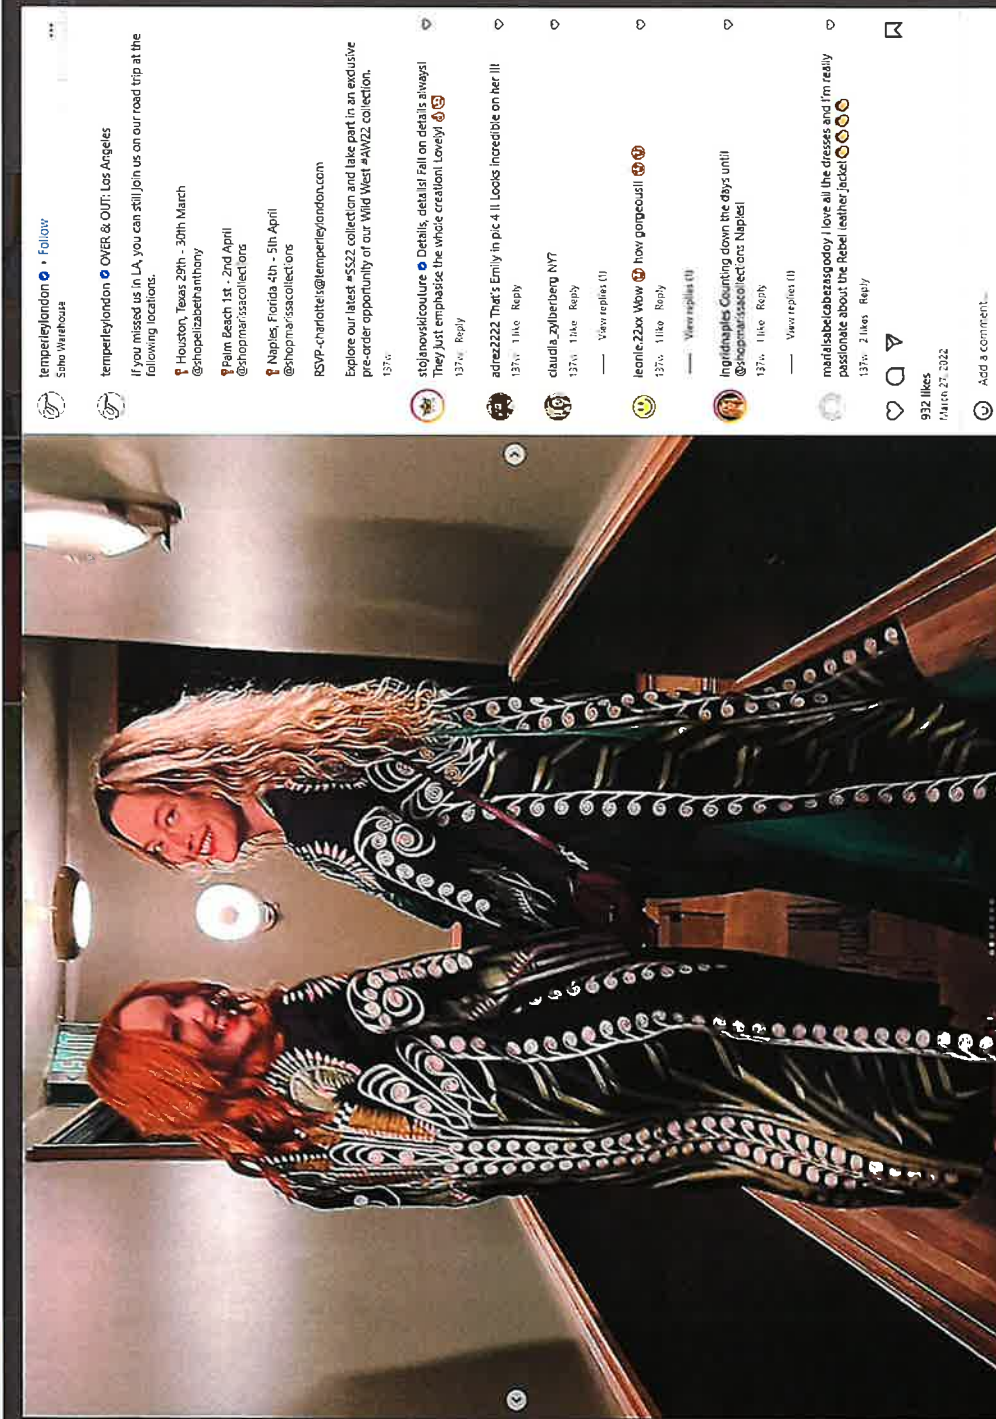 temperleylondon • Follow
Soho Warehouse
temperleylondon OVER & OUT: Los Angeles
If you missed us in LA, you can still join us on our road trip at the
following locations.
📍Houston, Texas 29th - 30th March
@shopelizabethanthony
📍Palm Beach 1st - 2nd April
@shopmarissacollections
📍Naples, Florida 4th - 5th April
@shopmarissacollections
RSVP-charlottels@temperleylondon.com
Explore our latest #SS22 collection and take part in an exclusive
pre-order opportunity of our Wild West #AW22 collection.
137w
stojanovskicouture Details, details! Fall on details always!
They just emphasise the whole creation! Lovely!
137w Reply
adrez2222 That's Emily in pic 4 !! Looks incredible on her !!!
137w 1 like Reply
claudia_zylberberg NY?
137w 1 like Reply
View replies (1)
leonie.22xx Wow how gorgeous!!
137w 1 like Reply
View replies (1)
ingridnaples Counting down the days until
@shopmarissacollections Naples!
137w 1 like Reply
View replies (1)
mariaisabelcabezasgodoy I love all the dresses and I'm really
passionate about the Rebel leather jacket
137w 2 likes Reply
932 likes
March 27, 2022
Add a comment...